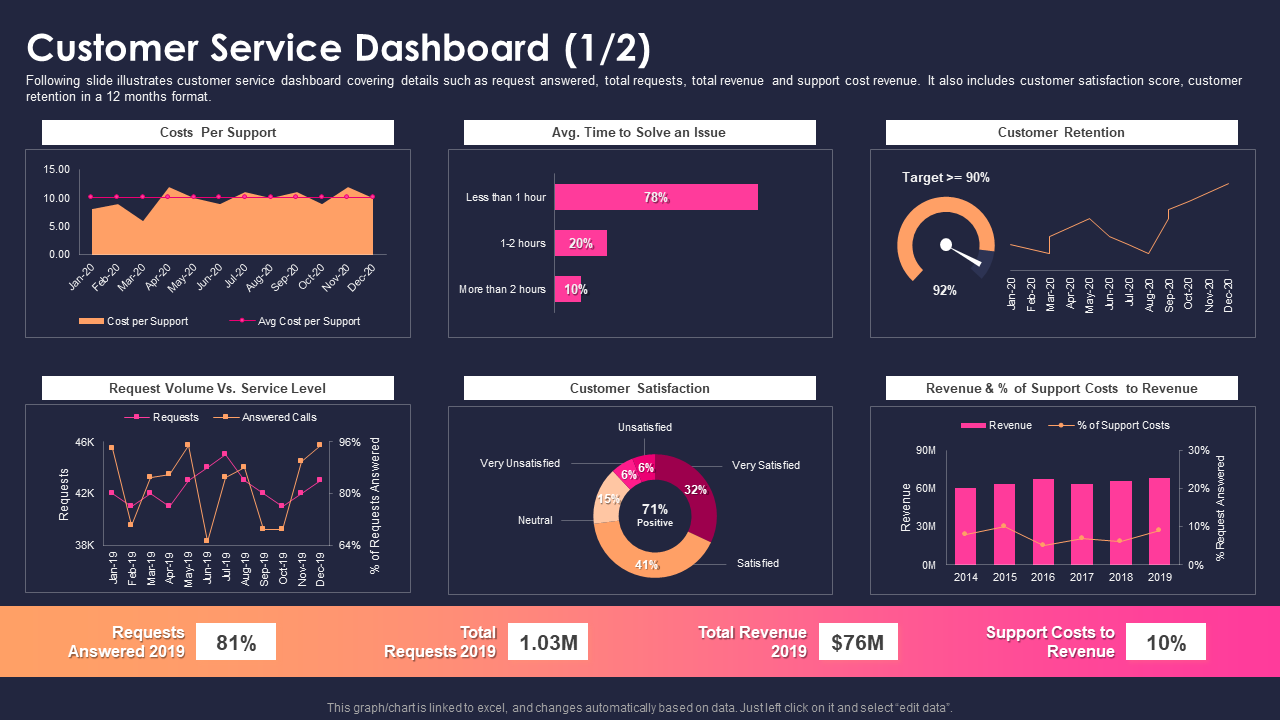 Customer Service Dashboard (1/2)
Following slide illustrates customer service dashboard covering details such as request answered, total requests, total revenue and support cost revenue. It also includes customer satisfaction score, customer
retention in a 12 months format.
Costs Per Support
15.00
10.00
5.00
0.00
Jan-20
Feb-20
Mar-20
Apr-20
May-20
Jun-20
Jul-20
Aug-20
Sep-20
Oct-20
Nov-20
Dec-20
Cost per Support
Avg Cost per Support
Avg. Time to Solve an Issue
Less than 1 hour
78%
1-2 hours
20%
More than 2 hours
10%
Customer Retention
Target >= 90%
92%
Jan-20
Feb-20
Mar-20
Apr-20
May-20
Jun-20
Jul-20
Aug-20
Sep-20
Oct-20
Nov-20
Dec-20
Request Volume Vs. Service Level
Requests
Answered Calls
46K
42K
38K
Requests
96%
80%
64%
% of Requests Answered
Jan-19
Feb-19
Mar-19
Apr-19
May-19
Jun-19
Jul-19
Aug-19
Sep-19
Oct-19
Nov-19
Dec-19
Customer Satisfaction
Unsatisfied
Very Unsatisfied
Very Satisfied
6%
6%
32%
15%
71%
Positive
Neutral
41%
Satisfied
Revenue & % of Support Costs to Revenue
Revenue
% of Support Costs
90M
60M
30M
0M
Revenue
30%
20%
10%
0%
% Request Answered
2014
2015
2016
2017
2018
2019
Requests
Answered 2019
81%
Total
Requests 2019
1.03M
Total Revenue
2019
$76M
Support Costs to
Revenue
10%
This graph/chart is linked to excel, and changes automatically based on data. Just left click on it and select “edit data”.